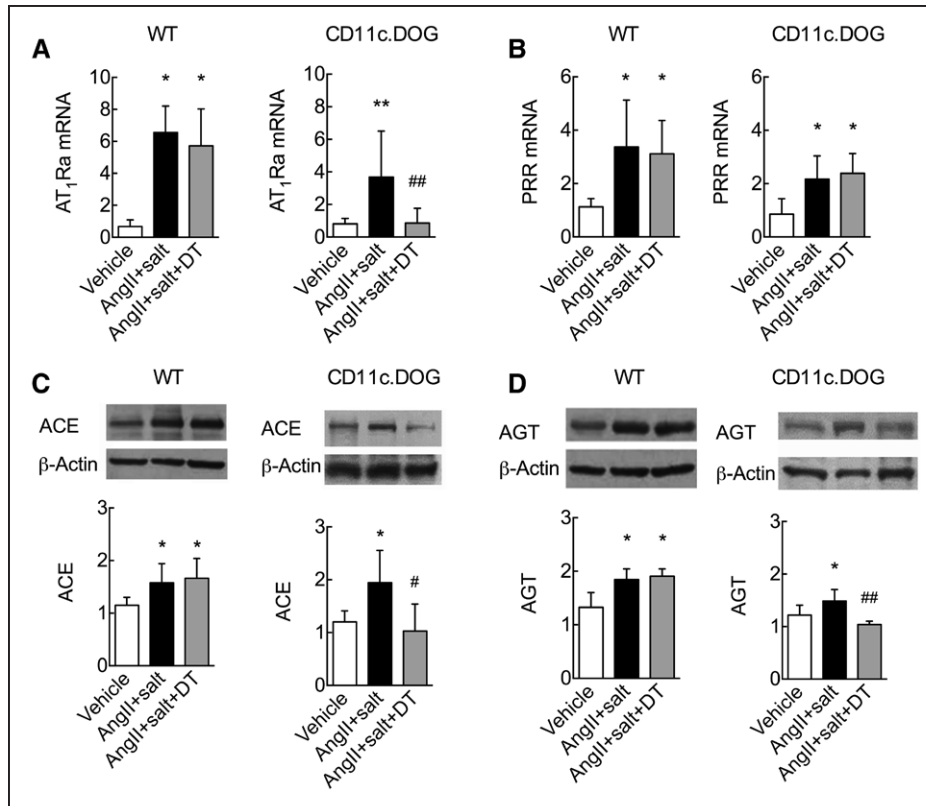 A
WT
CD11c.DOG
AT1Ra mRNA
10
8
6
4
2
0
*
*
Vehicle
AngII+salt
AngII+salt+DT
AT1Ra mRNA
10
8
6
4
2
0
**
##
Vehicle
AngII+salt
AngII+salt+DT
B
WT
CD11c.DOG
PRR mRNA
6
4
2
0
*
*
Vehicle
AngII+salt
AngII+salt+DT
PRR mRNA
6
4
2
0
*
*
Vehicle
AngII+salt
AngII+salt+DT
C
WT
CD11c.DOG
ACE
β-Actin
ACE
β-Actin
ACE
3
2
1
0
*
*
Vehicle
AngII+salt
AngII+salt+DT
ACE
3
2
1
0
*
#
Vehicle
AngII+salt
AngII+salt+DT
D
WT
CD11c.DOG
AGT
β-Actin
AGT
β-Actin
AGT
3
2
1
0
*
*
Vehicle
AngII+salt
AngII+salt+DT
AGT
3
2
1
0
*
##
Vehicle
AngII+salt
AngII+salt+DT